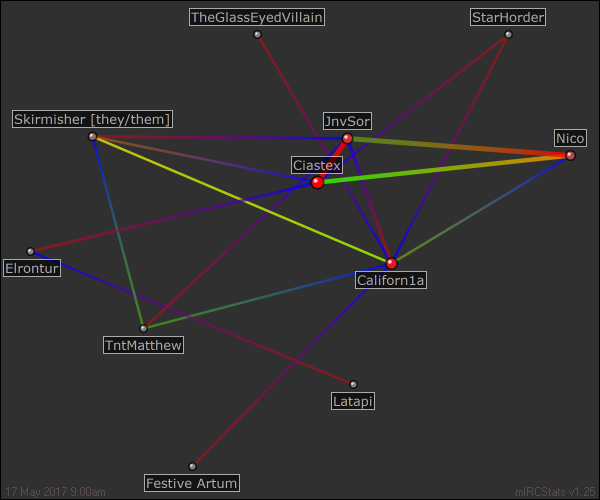 TheGlassEyedVillain
StarHorder
Skirmisher [they/them]
JnvSor
Nico
Ciastex
Elrontur
Californ1a
TntMatthew
Latapi
Festive Artum
17 May 2017 9:00am
mIRCStats v1.25